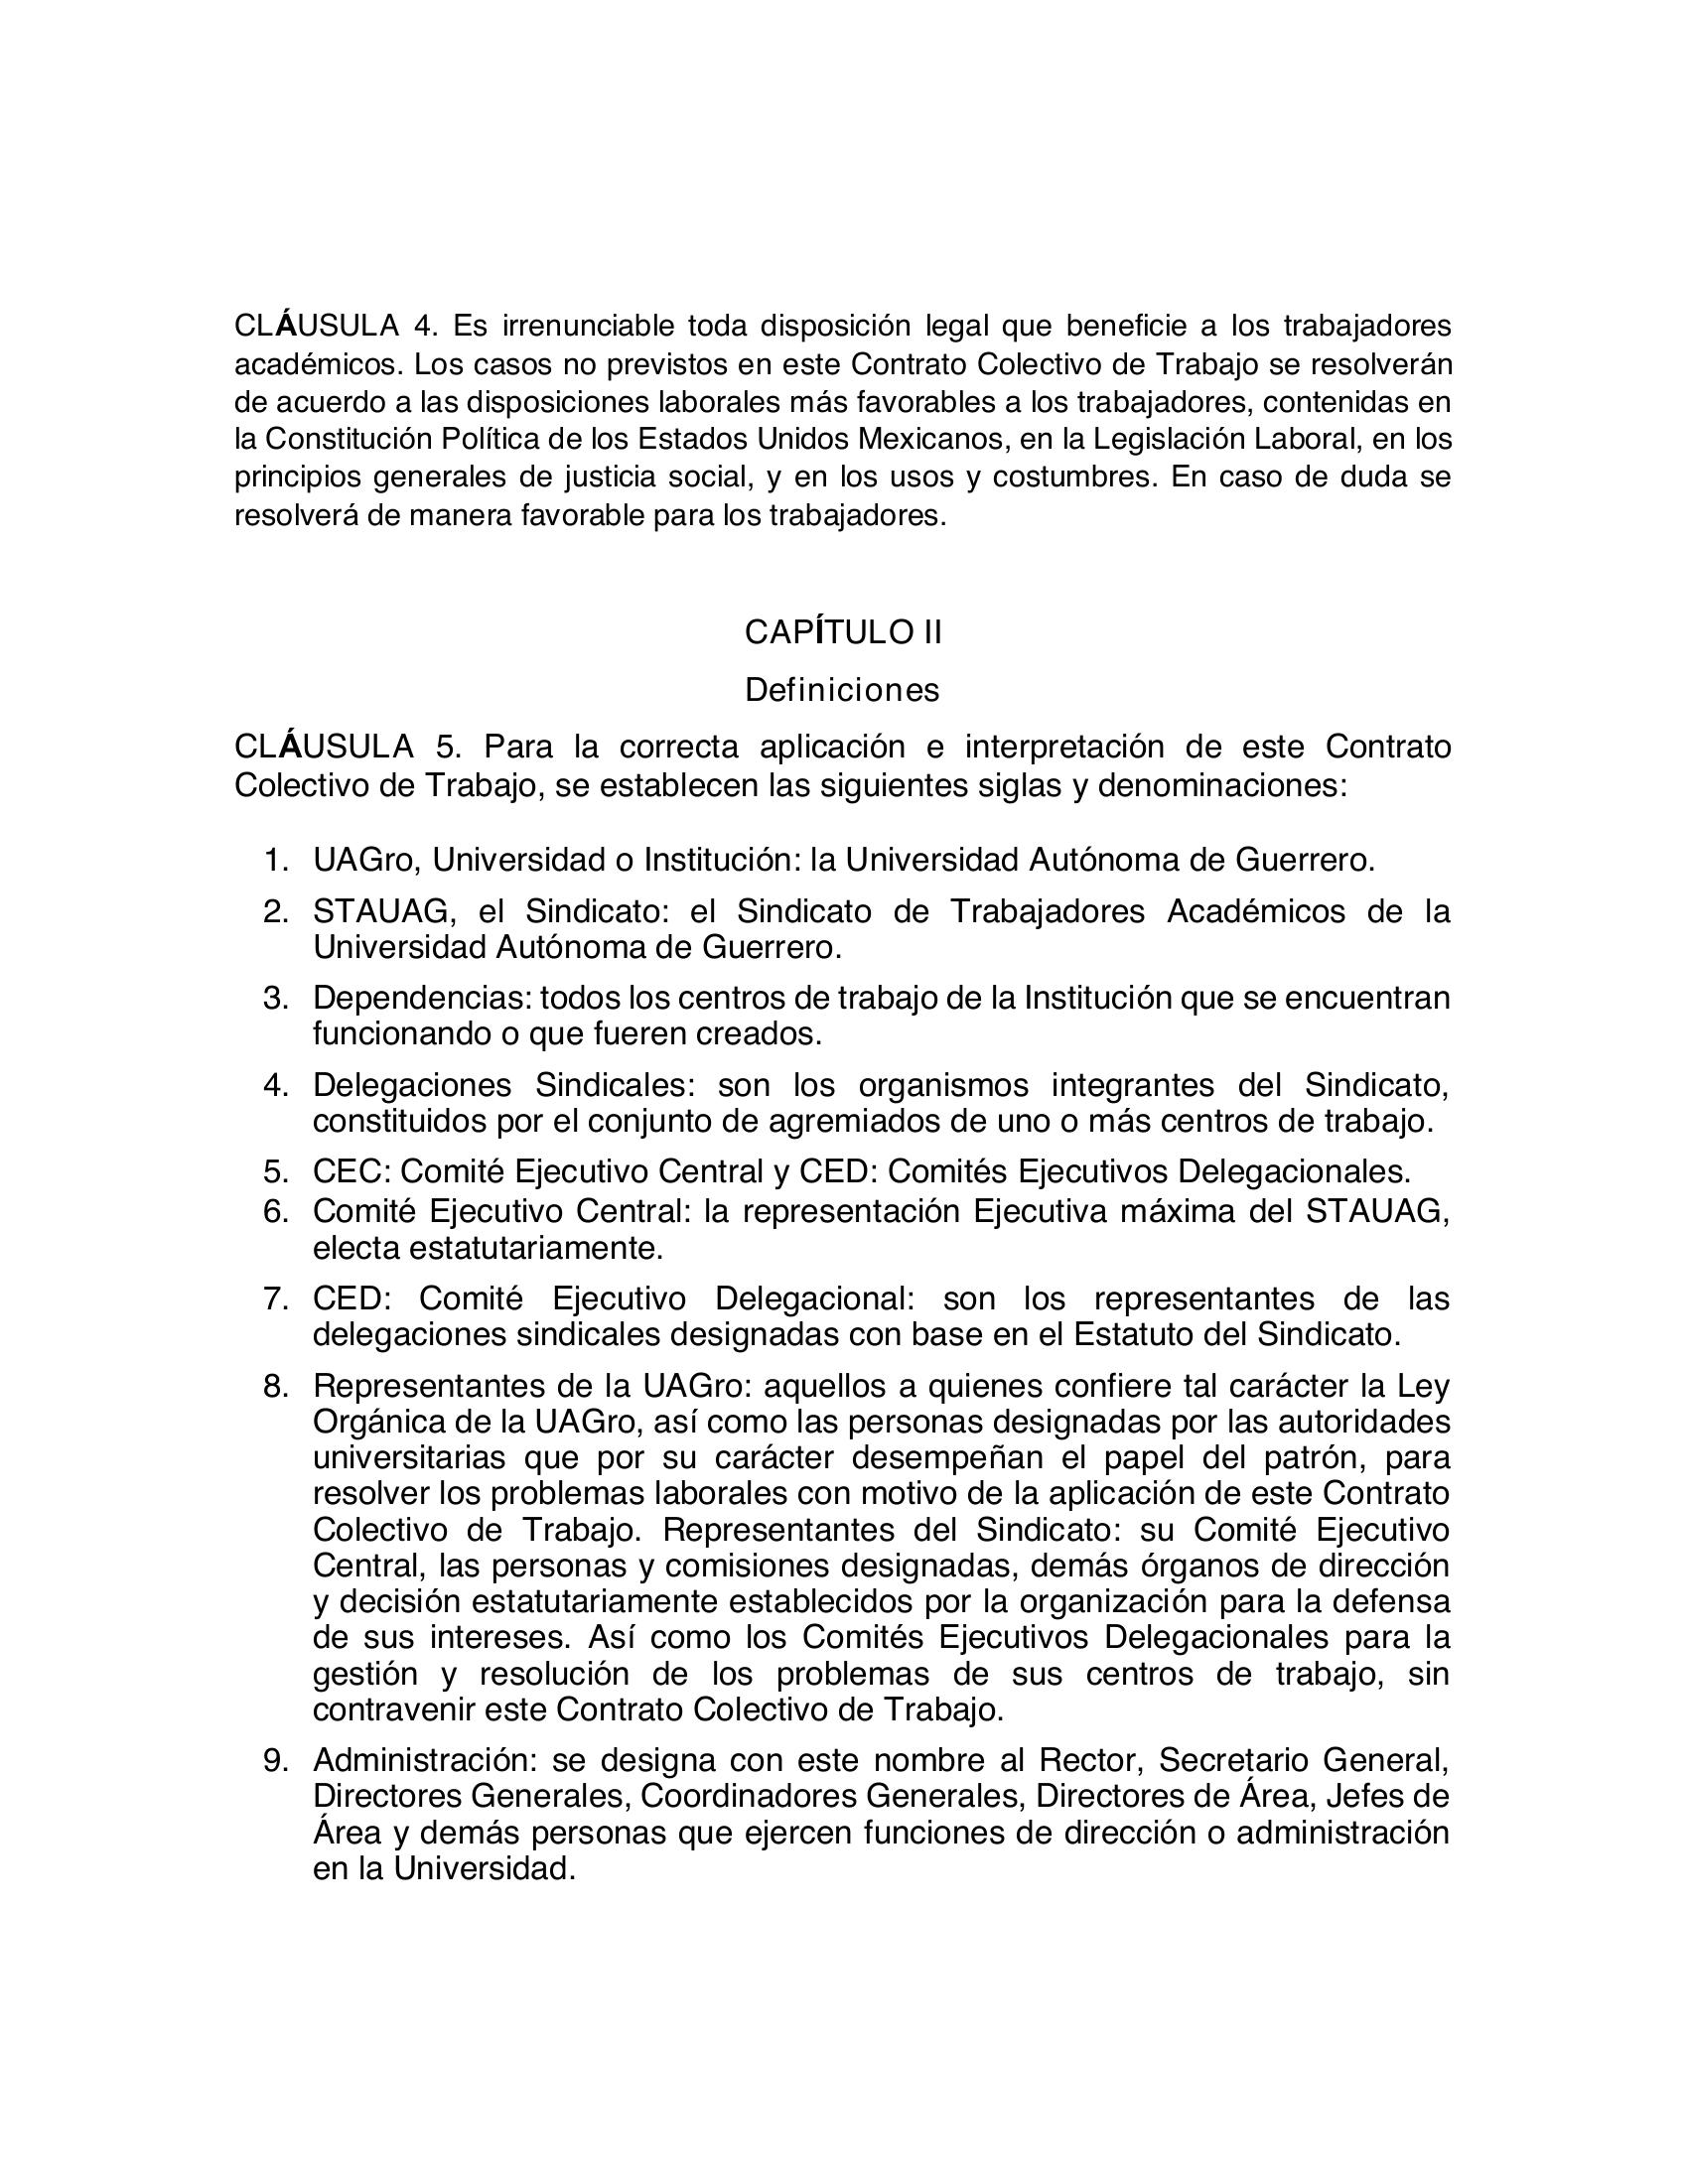 CLÁUSULA 4. Es irrenunciable toda disposición legal que beneficie a los trabajadores
académicos. Los casos no previstos en este Contrato Colectivo de Trabajo se resolverán
de acuerdo a las disposiciones laborales más favorables a los trabajadores, contenidas en
la Constitución Política de los Estados Unidos Mexicanos, en la Legislación Laboral, en los
principios generales de justicia social, y en los usos y costumbres. En caso de duda se
resolverá de manera favorable para los trabajadores.
CAPÍTULO II
Definiciones
CLÁUSULA 5. Para la correcta aplicación e interpretación de este Contrato
Colectivo de Trabajo, se establecen las siguientes siglas y denominaciones:
1. UAGro, Universidad o Institución: la Universidad Autónoma de Guerrero.
2. STAUAG, el Sindicato: el Sindicato de Trabajadores Académicos de la
Universidad Autónoma de Guerrero.
3. Dependencias: todos los centros de trabajo de la Institución que se encuentran
funcionando o que fueren creados.
4. Delegaciones Sindicales: son los organismos integrantes del Sindicato,
constituidos por el conjunto de agremiados de uno o más centros de trabajo.
5. CEC: Comité Ejecutivo Central y CED: Comités Ejecutivos Delegacionales.
6. Comité Ejecutivo Central: la representación Ejecutiva máxima del STAUAG,
electa estatutariamente.
7. CED: Comité Ejecutivo Delegacional: son los representantes de las
delegaciones sindicales designadas con base en el Estatuto del Sindicato.
8. Representantes de la UAGro: aquellos a quienes confiere tal carácter la Ley
Orgánica de la UAGro, así como las personas designadas por las autoridades
universitarias que por su carácter desempeñan el papel del patrón, para
resolver los problemas laborales con motivo de la aplicación de este Contrato
Colectivo de Trabajo. Representantes del Sindicato: su Comité Ejecutivo
Central, las personas y comisiones designadas, demás órganos de dirección
y decisión estatutariamente establecidos por la organización para la defensa
de sus intereses. Así como los Comités Ejecutivos Delegacionales para la
gestión y resolución de los problemas de sus centros de trabajo, sin
contravenir este Contrato Colectivo de Trabajo.
9. Administración: se designa con este nombre al Rector, Secretario General,
Directores Generales, Coordinadores Generales, Directores de Área, Jefes de
Área y demás personas que ejercen funciones de dirección o administración
en la Universidad.